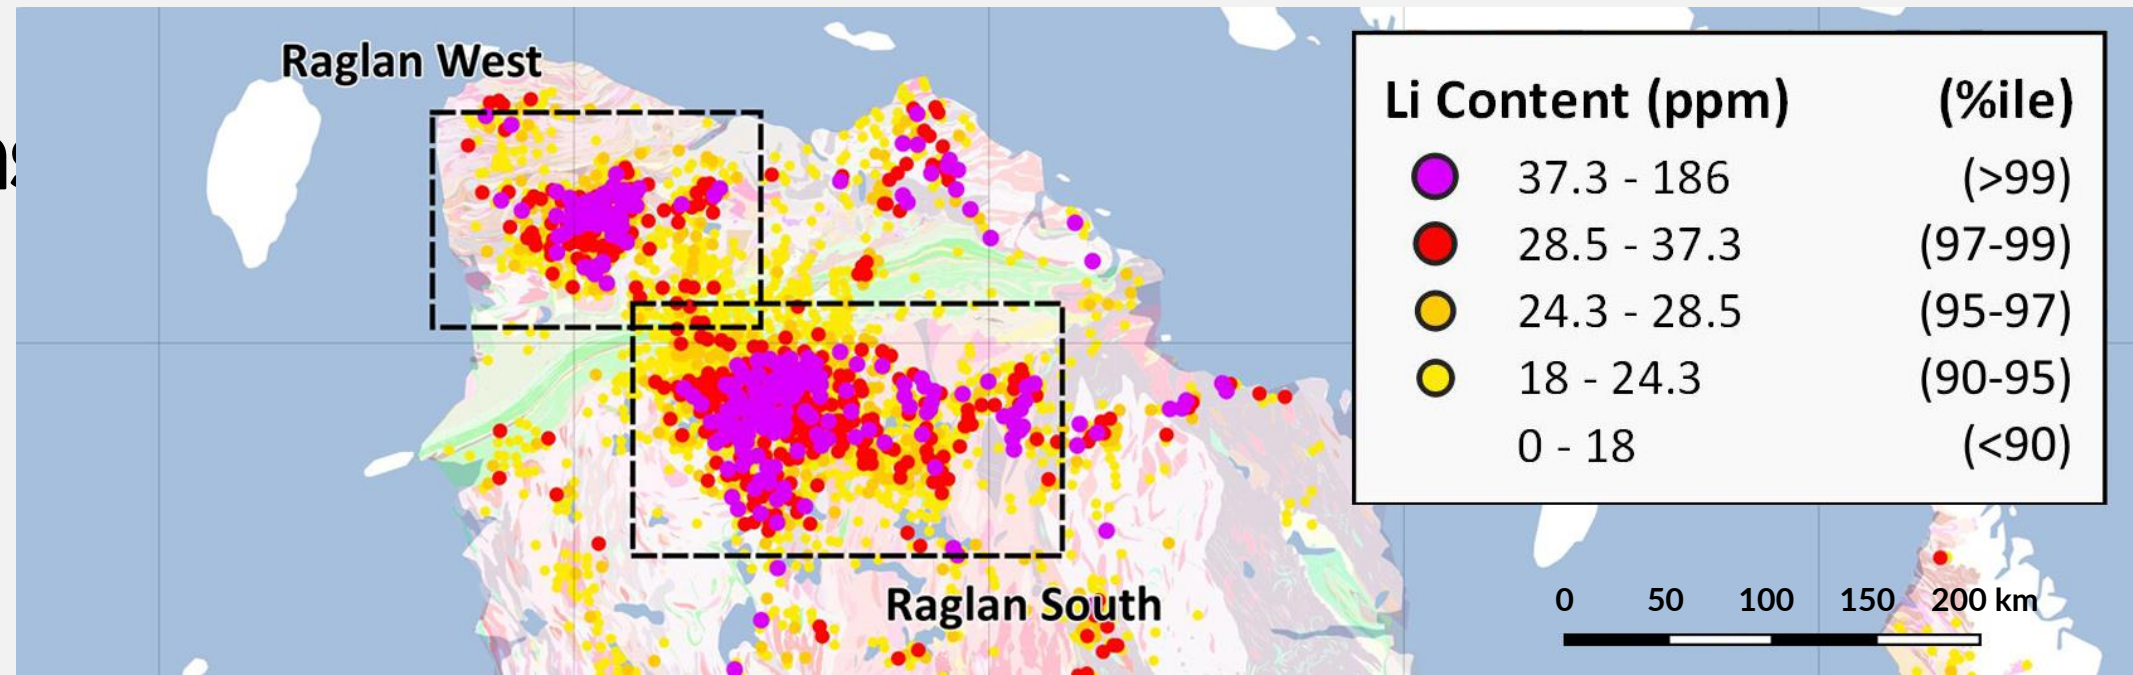 Raglan West
Li Content (ppm) (%ile)
37.3 - 186 (>99)
28.5 - 37.3 (97-99)
24.3 - 28.5 (95-97)
18 - 24.3 (90-95)
0 - 18 (<90)
Raglan South
0 50 100 150 200 km